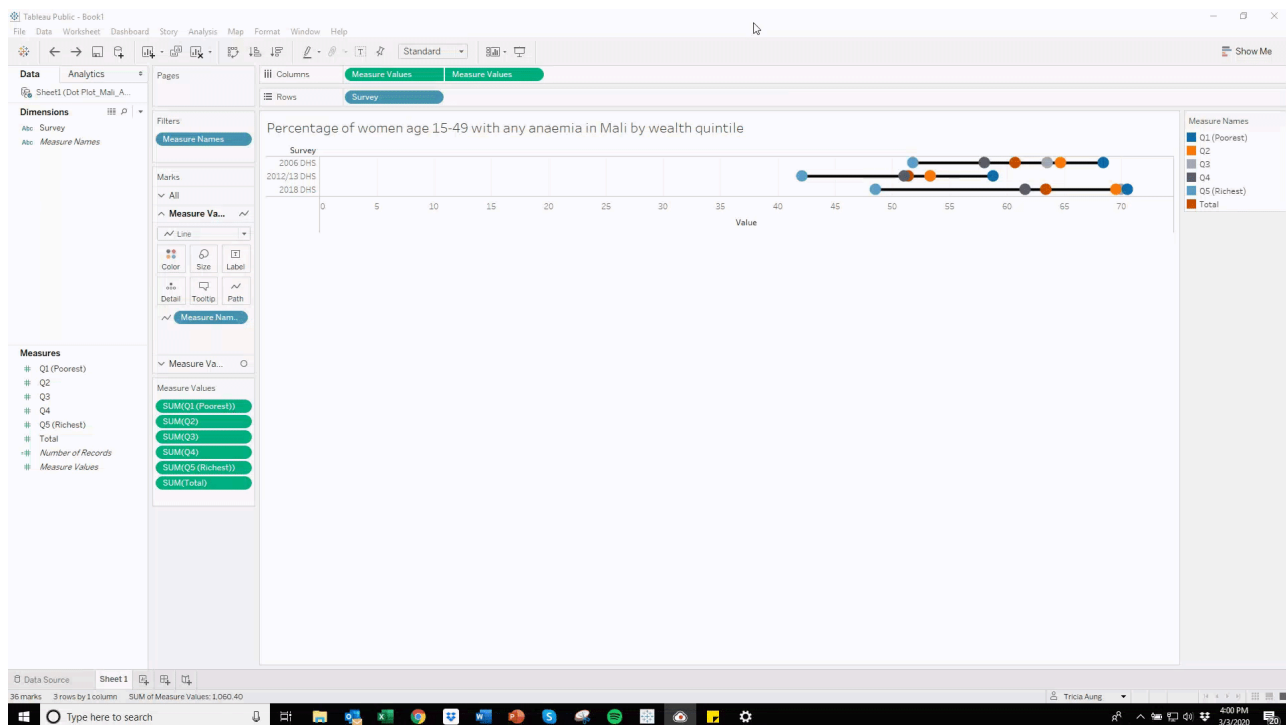 Tableau Public - Book1
File Data Worksheet Dashboard Story Analysis Map Format Window Help
Standard
Show Me
Data Analytics
Pages
iii Columns
Measure Values
Measure Values
Sheet1 (Dot Plot_Mali_A...
Rows
Survey
Dimensions
Abc Survey
Abc Measure Names
Filters
Measure Names
Percentage of women age 15-49 with any anaemia in Mali by wealth quintile
Survey
2006 DHS
2012/13 DHS
2018 DHS
0 5 10 15 20 25 30 35 40 45 50 55 60 65 70
Value
Measure Names
Q1 (Poorest)
Q2
Q3
Q4
Q5 (Richest)
Total
Marks
All
Measure Va...
Line
Color Size Label
Detail Tooltip Path
Measure Nam..
Measure Va...
Measures
Q1 (Poorest)
Q2
Q3
Q4
Q5 (Richest)
Total
Number of Records
Measure Values
Measure Values
SUM(Q1 (Poorest))
SUM(Q2)
SUM(Q3)
SUM(Q4)
SUM(Q5 (Richest))
SUM(Total)
Data Source Sheet 1
36 marks 3 rows by 1 column SUM of Measure Values: 1,060.40
Tricia Aung
Type here to search
4:00 PM
3/3/2020